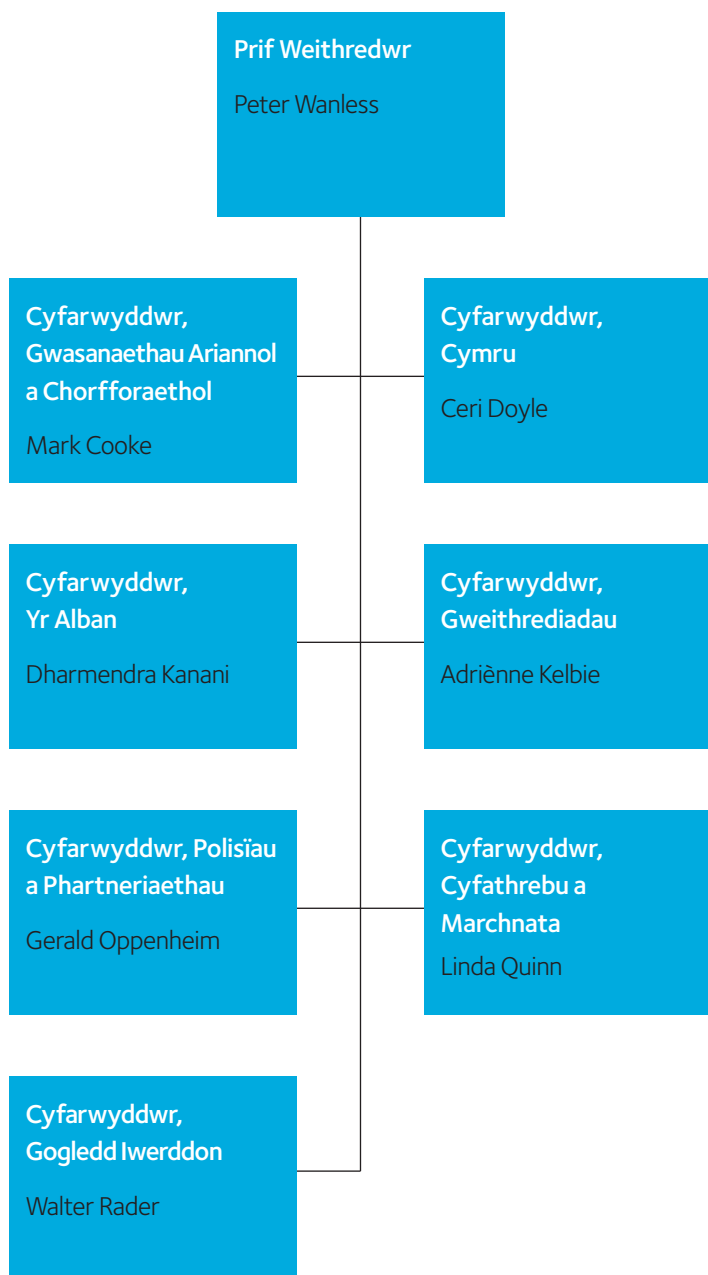 Prif Weithredwr
Peter Wanless
Cyfarwyddwr,
Gwasanaethau Ariannol
a Chorfforaethol
Mark Cooke
Cyfarwyddwr,
Cymru
Ceri Doyle
Cyfarwyddwr,
Yr Alban
Dharmendra Kanani
Cyfarwyddwr,
Gweithrediadau
Adriènne Kelbie
Cyfarwyddwr, Polisïau
a Phartneriaethau
Gerald Oppenheim
Cyfarwyddwr,
Cyfathrebu a
Marchnata
Linda Quinn
Cyfarwyddwr,
Gogledd Iwerddon
Walter Rader